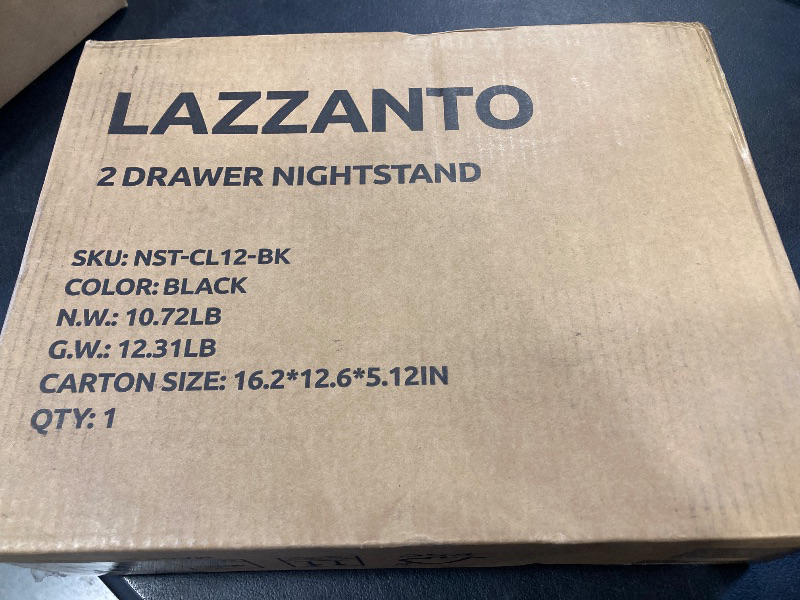 LAZZANTO
2 DRAWER NIGHTSTAND
SKU: NST-CL12-BK
COLOR: BLACK
N.W.: 10.72LB
G.W.: 12.31LB
CARTON SIZE: 16.2*12.6*5.12IN
QTY: 1